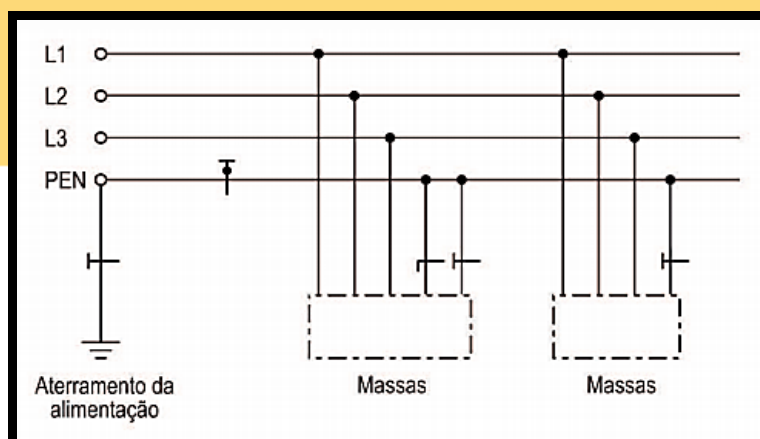 L1
L2
L3
PEN
Aterramento da
alimentação
Massas
Massas